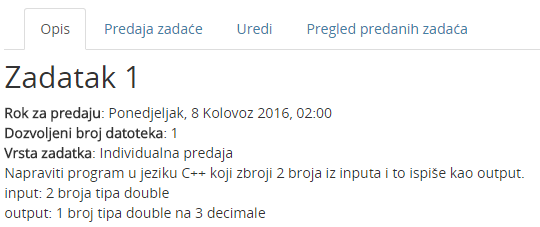 Opis Predaja zadaće Uredi Pregled predanih zadaća
Zadatak 1
Rok za predaju: Ponedjeljak, 8 Kolovoz 2016, 02:00
Dozvoljeni broj datoteka: 1
Vrsta zadatka: Individualna predaja
Napraviti program u jeziku C++ koji zbroji 2 broja iz inputa i to ispiše kao output.
input: 2 broja tipa double
output: 1 broj tipa double na 3 decimale